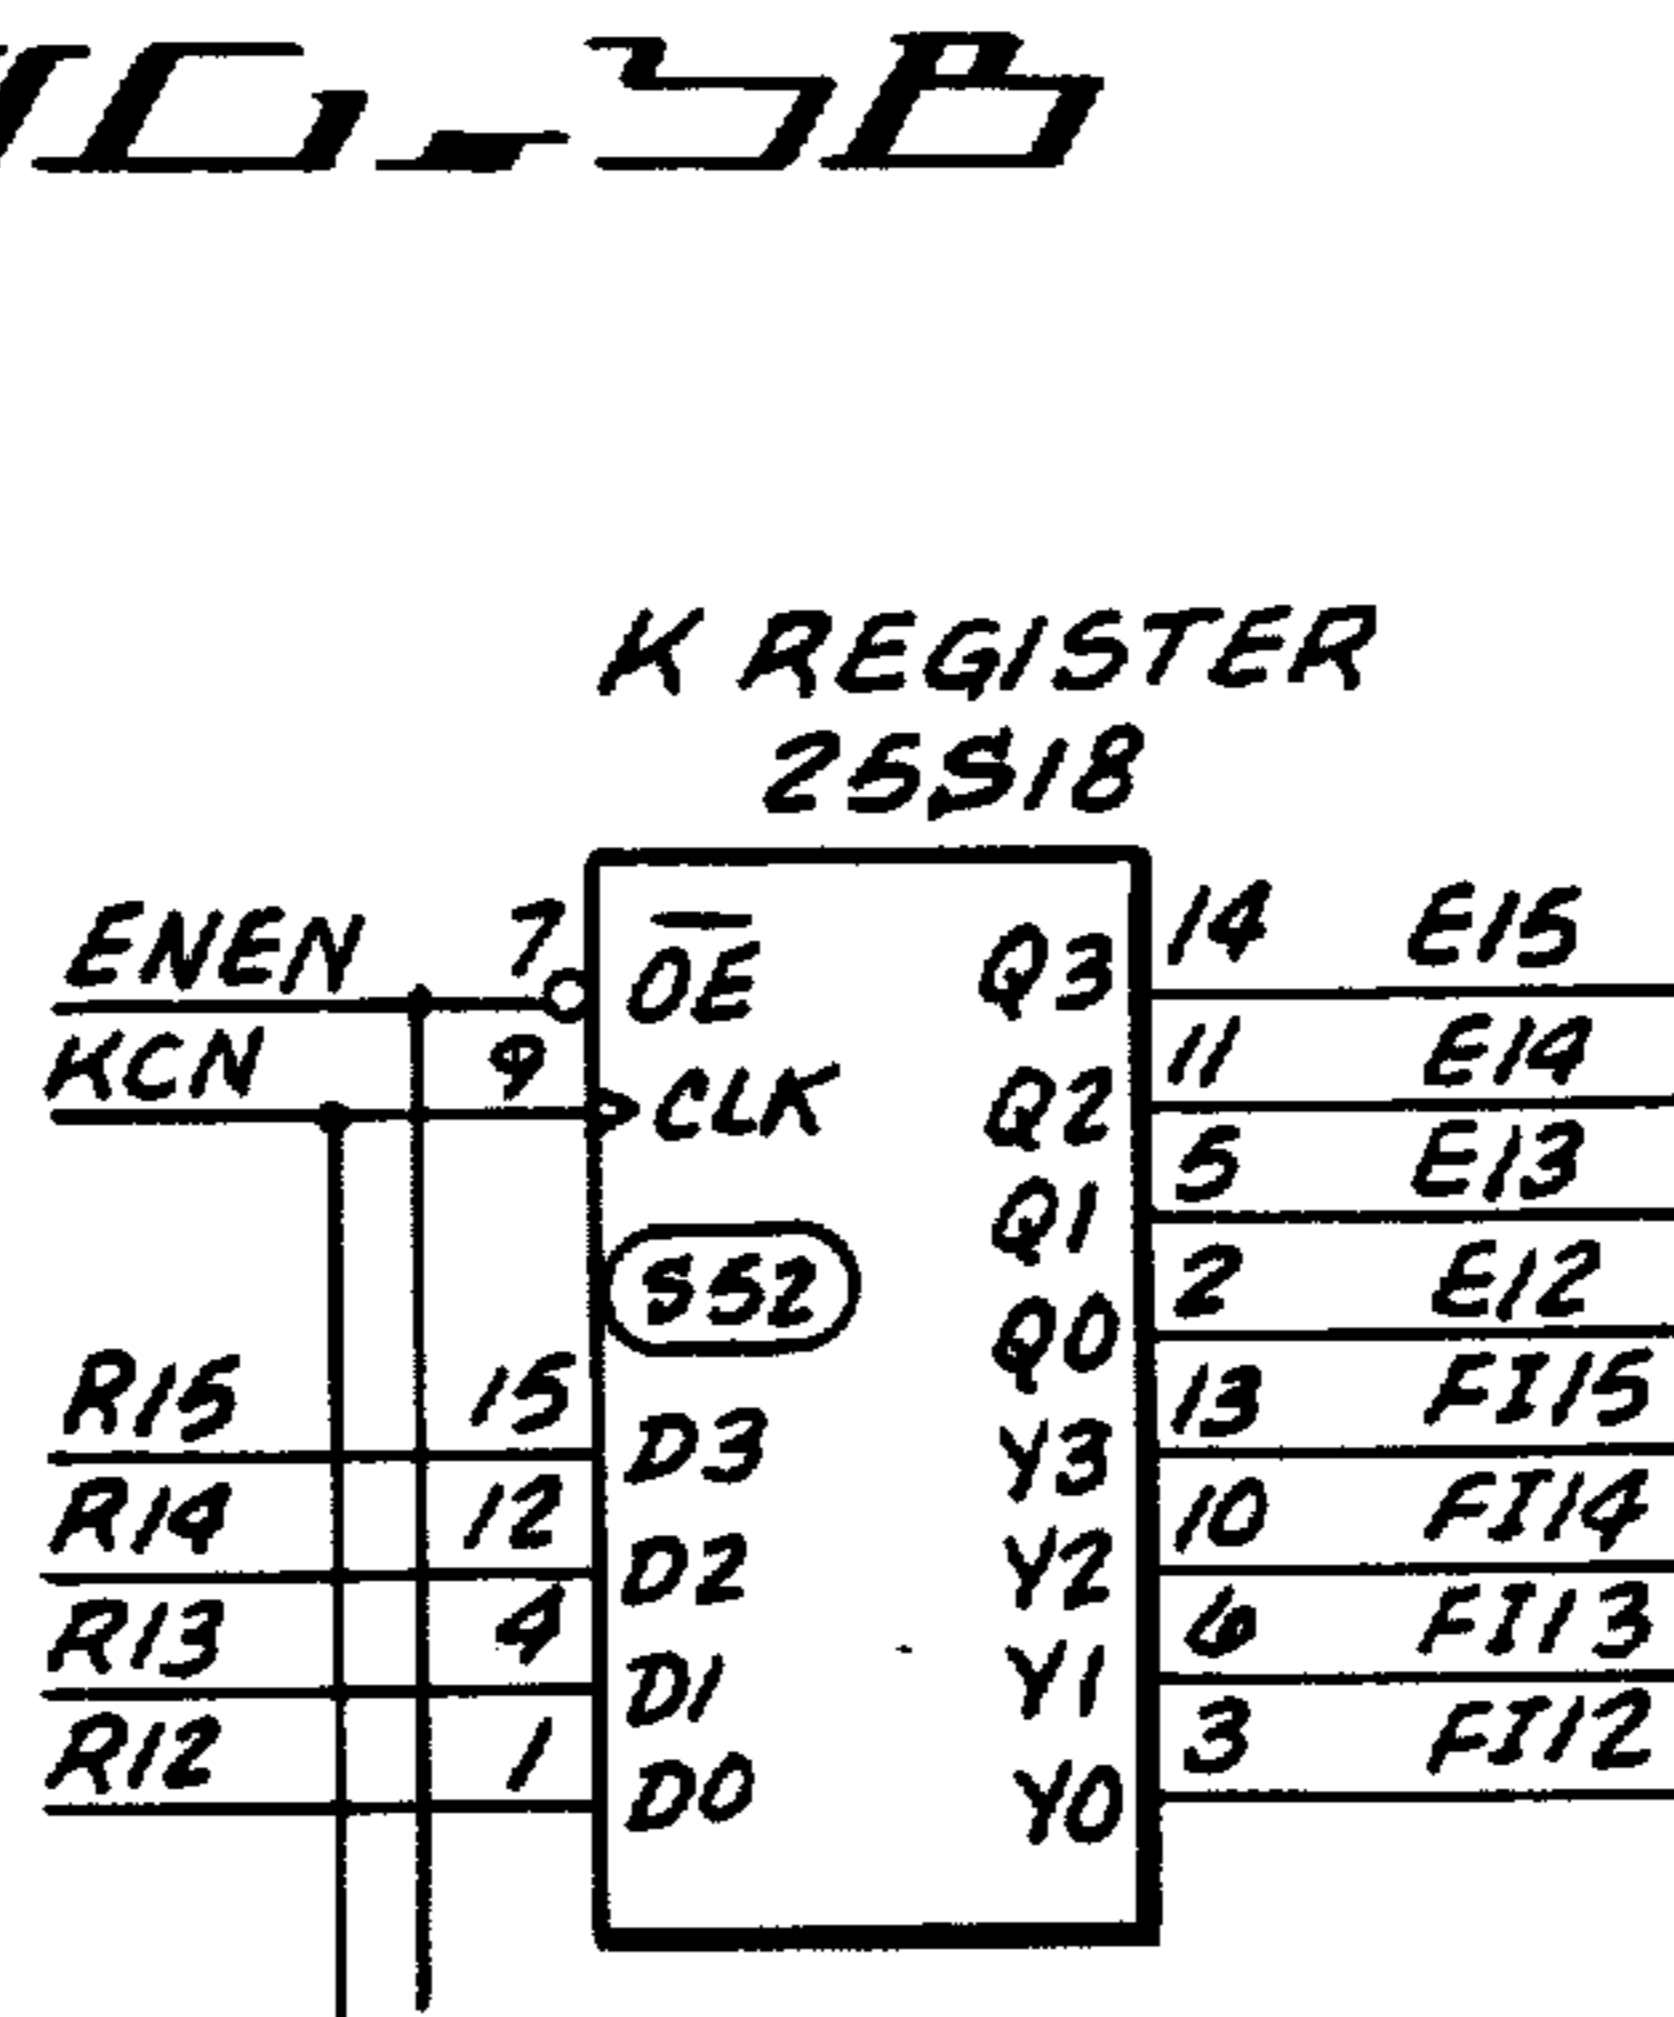 G-5B
K REGISTER
25S18
ENEN 7 OE Q3 14 E15
KCN 9 CLK Q2 11 E14
Q1 5 E13
S52 Q0 2 E12
R15 15 D3 Y3 13 FI15
R14 12 D2 Y2 10 FI14
R13 4 D1 Y1 6 FI13
R12 1 D0 Y0 3 FI12